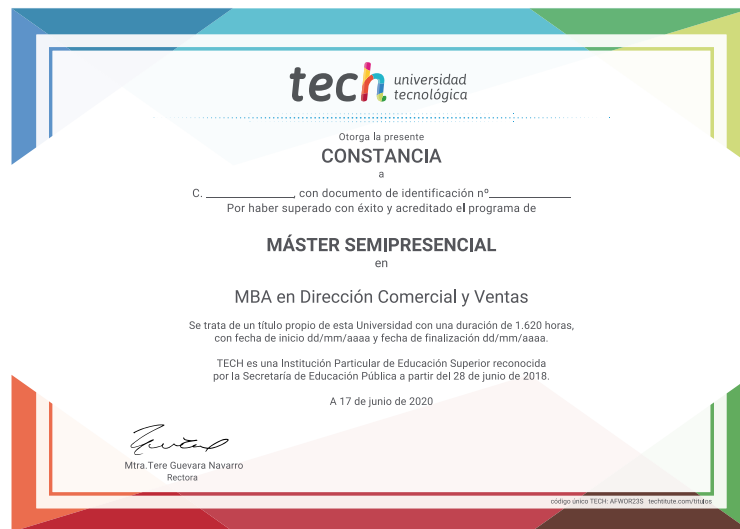 tech universidad
tecnológica
Otorga la presente
CONSTANCIA
a
C. ________________, con documento de identificación nº______________
Por haber superado con éxito y acreditado el programa de
MÁSTER SEMIPRESENCIAL
en
MBA en Dirección Comercial y Ventas
Se trata de un título propio de esta Universidad con una duración de 1.620 horas,
con fecha de inicio dd/mm/aaaa y fecha de finalización dd/mm/aaaa.
TECH es una Institución Particular de Educación Superior reconocida
por la Secretaría de Educación Pública a partir del 28 de junio de 2018.
A 17 de junio de 2020
Mtra.Tere Guevara Navarro
Rectora
código único TECH: AFWOR23S techtitute.com/titulos